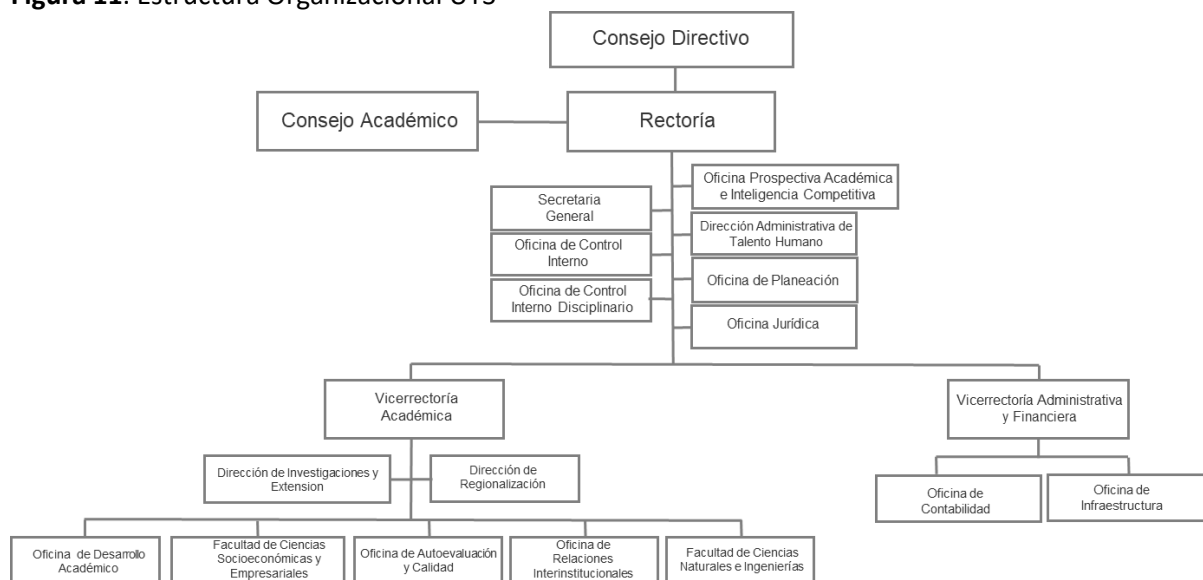 Figura 11. Estructura Organizacional UTS
Consejo Directivo
Consejo Académico
Rectoría
Oficina Prospectiva Académica
e Inteligencia Competitiva
Secretaria
General
Dirección Administrativa de
Talento Humano
Oficina de Control
Interno
Oficina de Planeación
Oficina de Control
Interno Disciplinario
Oficina Jurídica
Vicerrectoría
Académica
Vicerrectoría Administrativa
y Financiera
Dirección de Investigaciones y
Extension
Dirección de
Regionalización
Oficina de
Contabilidad
Oficina de
Infraestructura
Oficina de Desarrollo
Académico
Facultad de Ciencias
Socioeconómicas y
Empresariales
Oficina de Autoevaluación
y Calidad
Oficina de
Relaciones
Interinstitucionales
Facultad de Ciencias
Naturales e Ingenierías